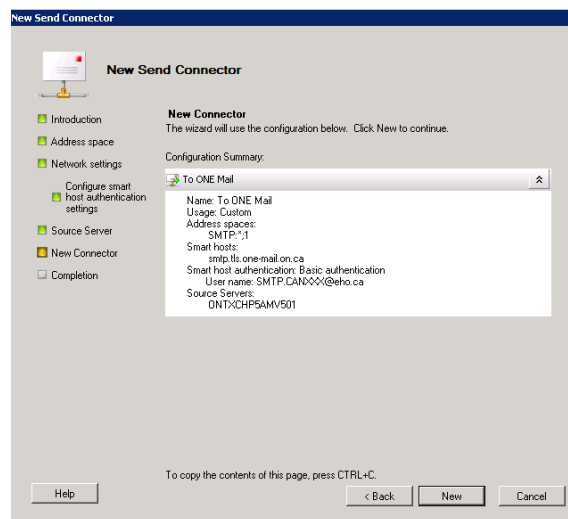 New Send Connector
New Send Connector
Introduction
Address space
Network settings
Configure smart
host authentication
settings
Source Server
New Connector
Completion
New Connector
The wizard will use the configuration below. Click New to continue.
Configuration Summary:
To ONE Mail
Name: To ONE Mail
Usage: Custom
Address spaces:
SMTP:*;1
Smart hosts:
smtp.tls.one-mail.on.ca
Smart host authentication: Basic authentication
User name: SMTP.CANXXX@eho.ca
Source Servers:
ONTXCHP5AMV501
To copy the contents of this page, press CTRL+C.
Help
< Back
New
Cancel